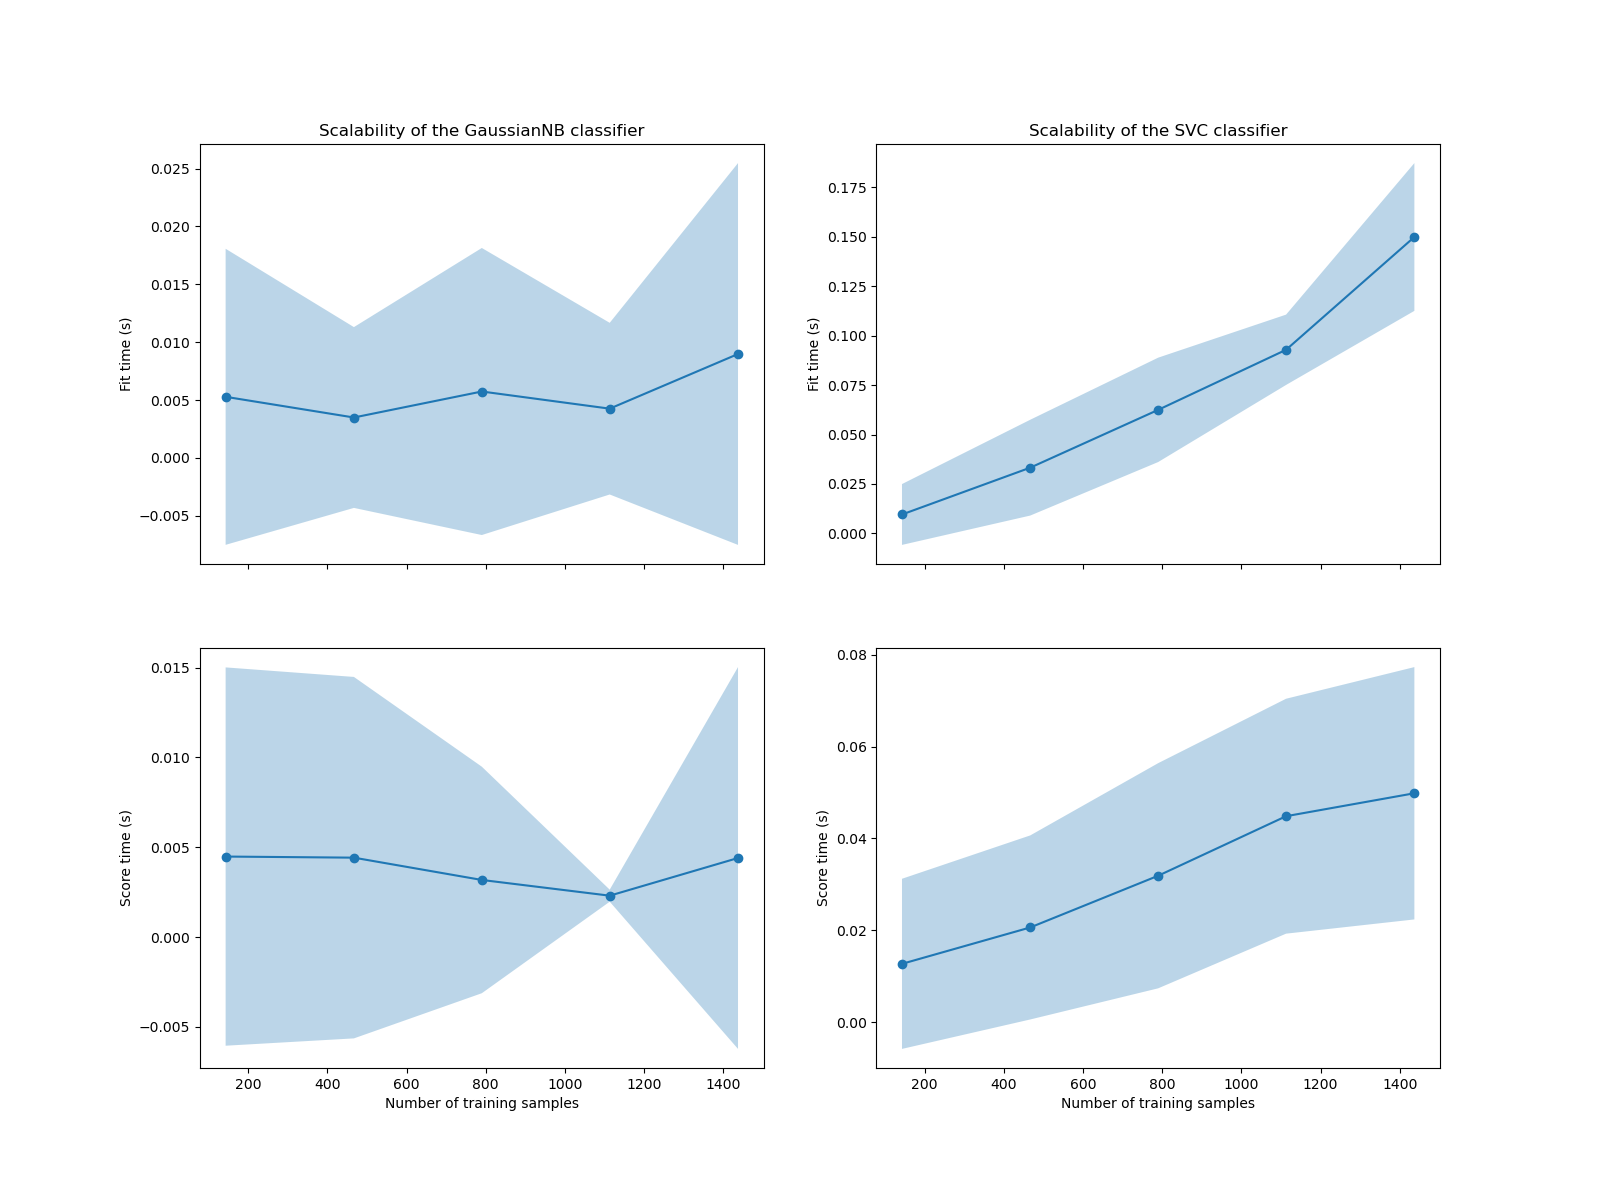 Scalability of the GaussianNB classifier
0.025
0.020
0.015
0.010
0.005
0.000
−0.005
Fit time (s)
Scalability of the SVC classifier
0.175
0.150
0.125
0.100
0.075
0.050
0.025
0.000
Fit time (s)
0.015
0.010
0.005
0.000
−0.005
Score time (s)
200 400 600 800 1000 1200 1400
Number of training samples
0.08
0.06
0.04
0.02
0.00
Score time (s)
200 400 600 800 1000 1200 1400
Number of training samples